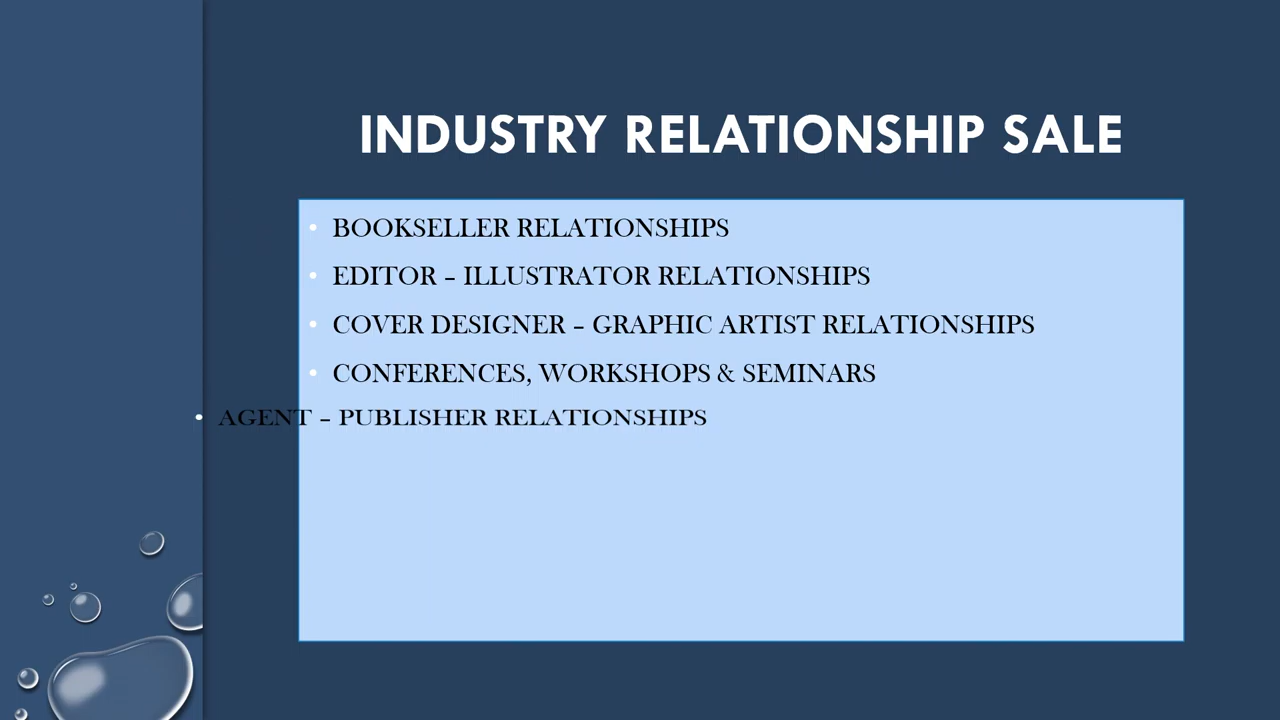 INDUSTRY RELATIONSHIP SALE
• BOOKSELLER RELATIONSHIPS
• EDITOR – ILLUSTRATOR RELATIONSHIPS
• COVER DESIGNER – GRAPHIC ARTIST RELATIONSHIPS
• CONFERENCES, WORKSHOPS & SEMINARS
• AGENT – PUBLISHER RELATIONSHIPS